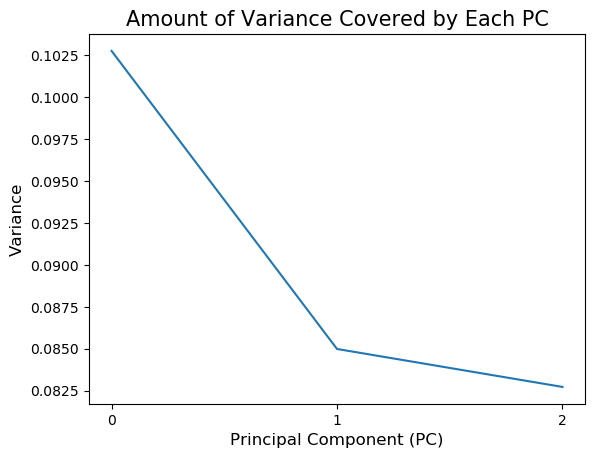 Amount of Variance Covered by Each PC
0.1025
0.1000
0.0975
0.0950
0.0925
0.0900
0.0875
0.0850
0.0825
Variance
0 1 2
Principal Component (PC)